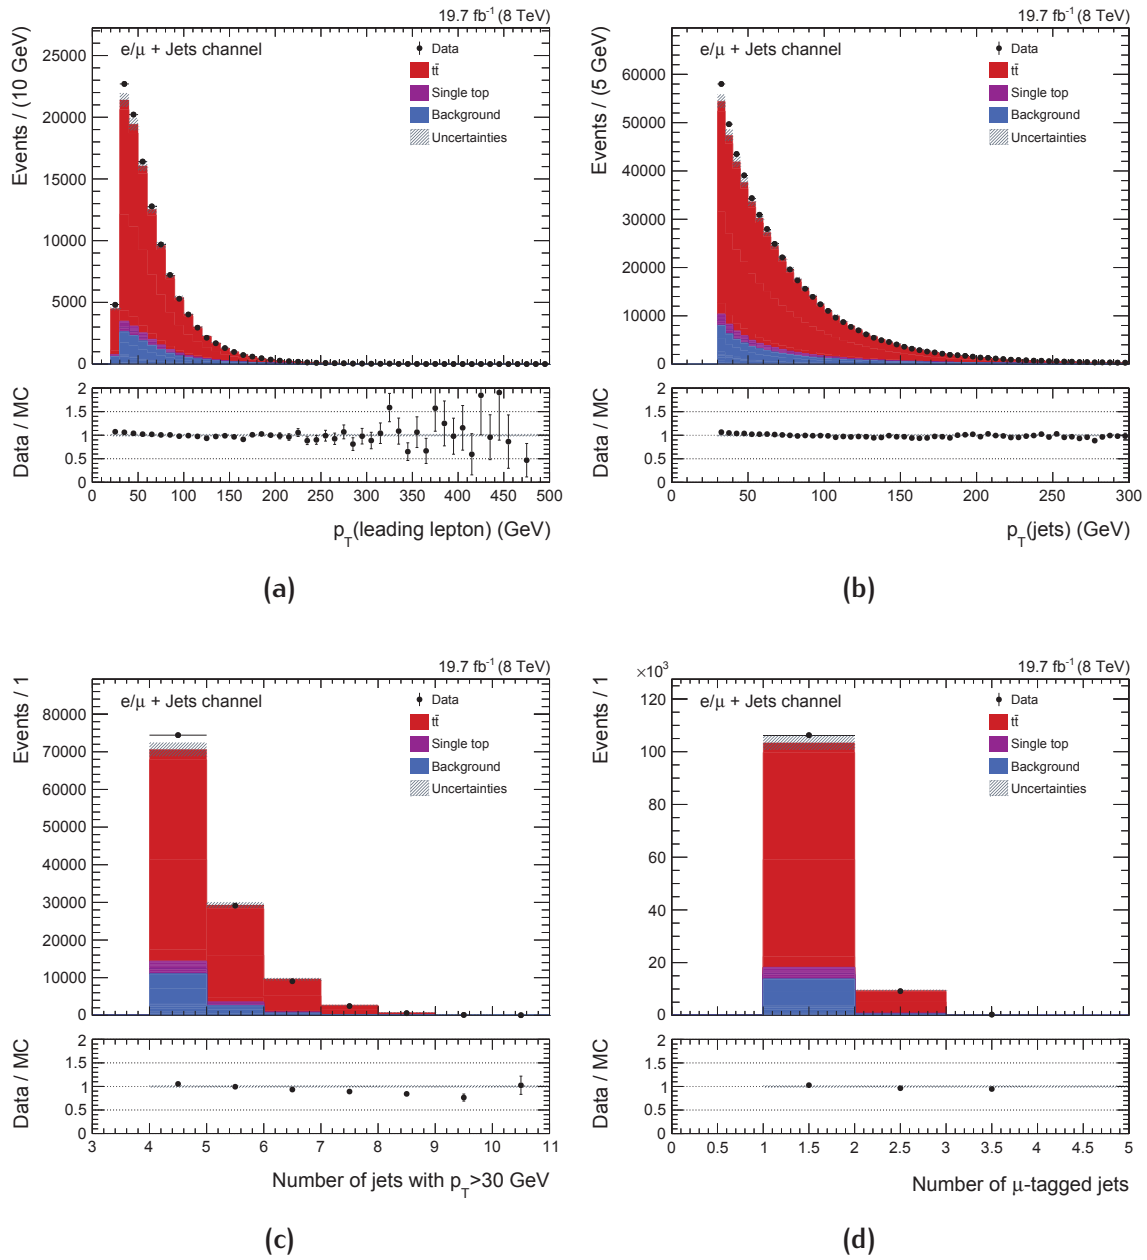 19.7 fb⁻¹ (8 TeV)
Events / (10 GeV)
25000
20000
15000
10000
5000
0
e/μ + Jets channel
Data
tt̄
Single top
Background
Uncertainties
Data / MC
2
1.5
1
0.5
0
0 50 100 150 200 250 300 350 400 450 500
p_T(leading lepton) (GeV)
(a)
19.7 fb⁻¹ (8 TeV)
Events / (5 GeV)
60000
50000
40000
30000
20000
10000
0
e/μ + Jets channel
Data
tt̄
Single top
Background
Uncertainties
Data / MC
2
1.5
1
0.5
0
0 50 100 150 200 250 300
p_T(jets) (GeV)
(b)
19.7 fb⁻¹ (8 TeV)
Events / 1
80000
70000
60000
50000
40000
30000
20000
10000
0
e/μ + Jets channel
Data
tt̄
Single top
Background
Uncertainties
Data / MC
2
1.5
1
0.5
0
3 4 5 6 7 8 9 10 11
Number of jets with p_T>30 GeV
(c)
×10³
19.7 fb⁻¹ (8 TeV)
Events / 1
120
100
80
60
40
20
0
e/μ + Jets channel
Data
tt̄
Single top
Background
Uncertainties
Data / MC
2
1.5
1
0.5
0
0 0.5 1 1.5 2 2.5 3 3.5 4 4.5 5
Number of μ-tagged jets
(d)